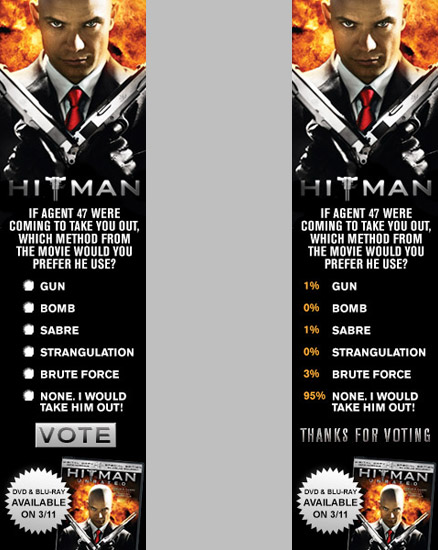 HITMAN
IF AGENT 47 WERE
COMING TO TAKE YOU OUT,
WHICH METHOD FROM
THE MOVIE WOULD YOU
PREFER HE USE?
GUN
BOMB
SABRE
STRANGULATION
BRUTE FORCE
NONE. I WOULD
TAKE HIM OUT!
VOTE
DVD & BLU-RAY
AVAILABLE
ON 3/11
HITMAN
UNRATED
HITMAN
IF AGENT 47 WERE
COMING TO TAKE YOU OUT,
WHICH METHOD FROM
THE MOVIE WOULD YOU
PREFER HE USE?
1% GUN
0% BOMB
1% SABRE
0% STRANGULATION
3% BRUTE FORCE
95% NONE. I WOULD
TAKE HIM OUT!
THANKS FOR VOTING
DVD & BLU-RAY
AVAILABLE
ON 3/11
HITMAN
UNRATED